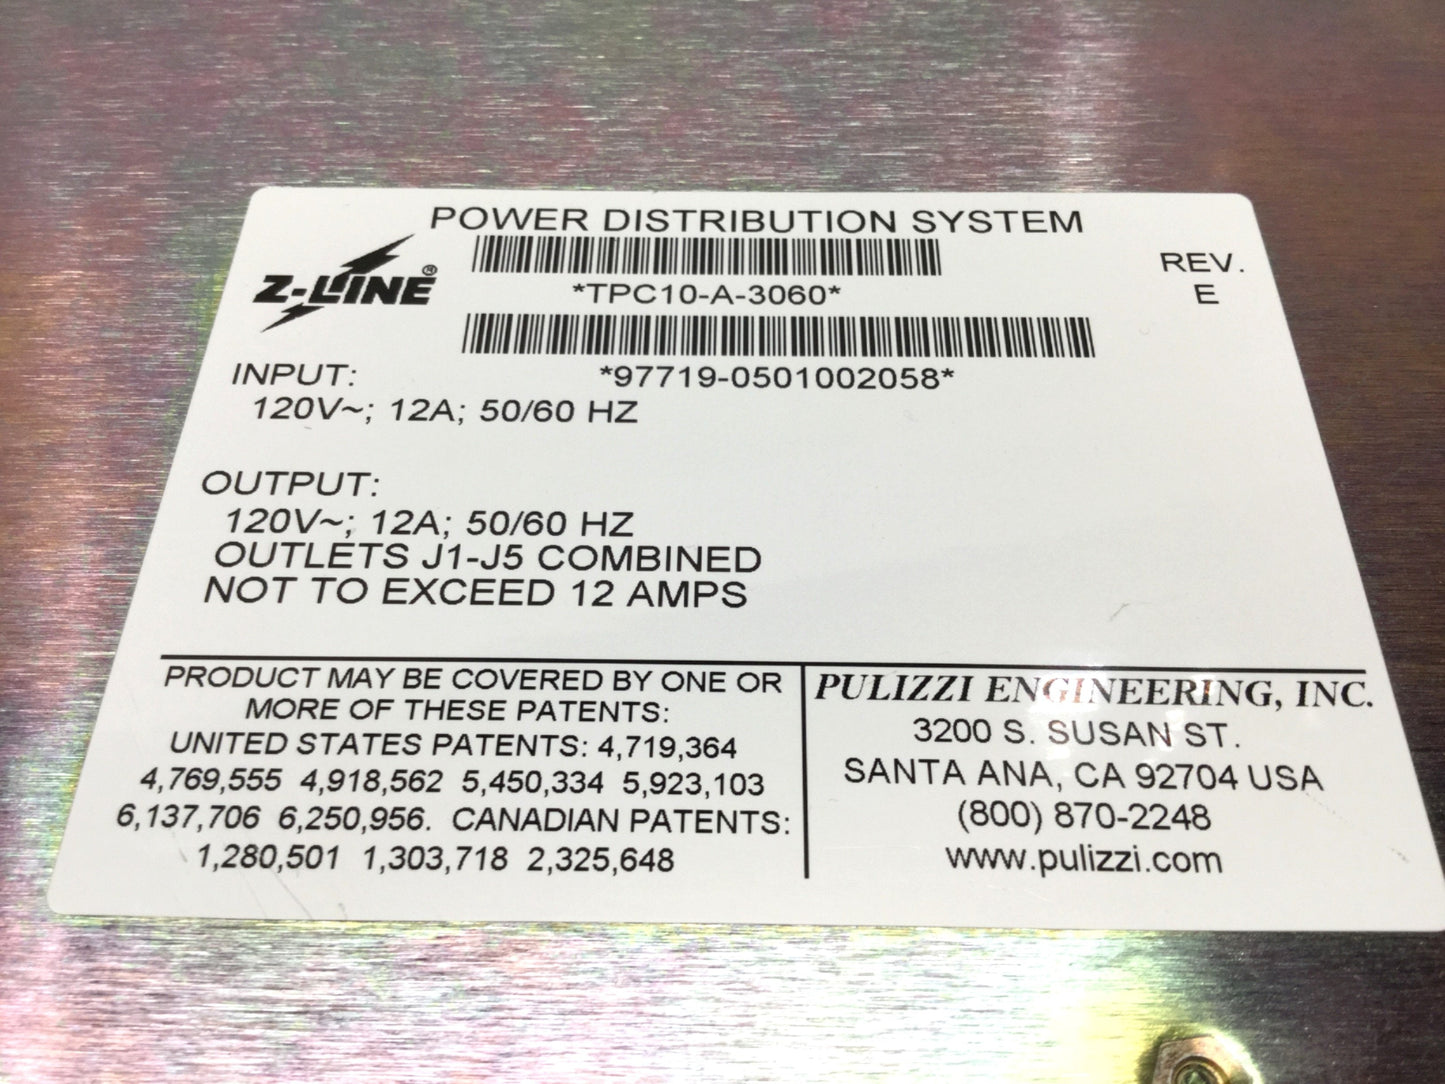 POWER DISTRIBUTION SYSTEM
Z-LINE®
*TPC10-A-3060*
REV.
E
*97719-0501002058*
INPUT:
120V~; 12A; 50/60 HZ
OUTPUT:
120V~; 12A; 50/60 HZ
OUTLETS J1-J5 COMBINED
NOT TO EXCEED 12 AMPS
PRODUCT MAY BE COVERED BY ONE OR
MORE OF THESE PATENTS:
UNITED STATES PATENTS: 4,719,364
4,769,555 4,918,562 5,450,334 5,923,103
6,137,706 6,250,956. CANADIAN PATENTS:
1,280,501 1,303,718 2,325,648
PULIZZI ENGINEERING, INC.
3200 S. SUSAN ST.
SANTA ANA, CA 92704 USA
(800) 870-2248
www.pulizzi.com